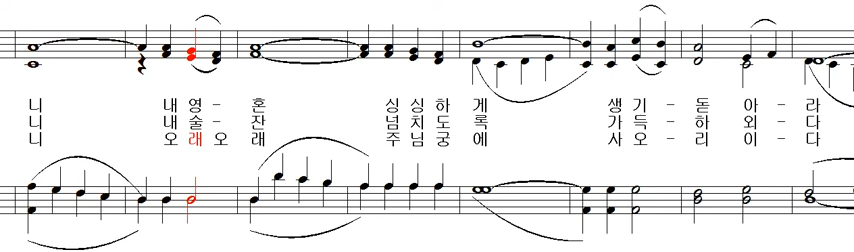 니 내 영 - 혼 싱 싱 하 게 생 기 - 돋 아 - 라
니 내 술 - 잔 넘 치 도 록 가 득 - 하 외 - 다
니 오 래 오 래 주 님 궁 에 사 오 - 리 이 - 다